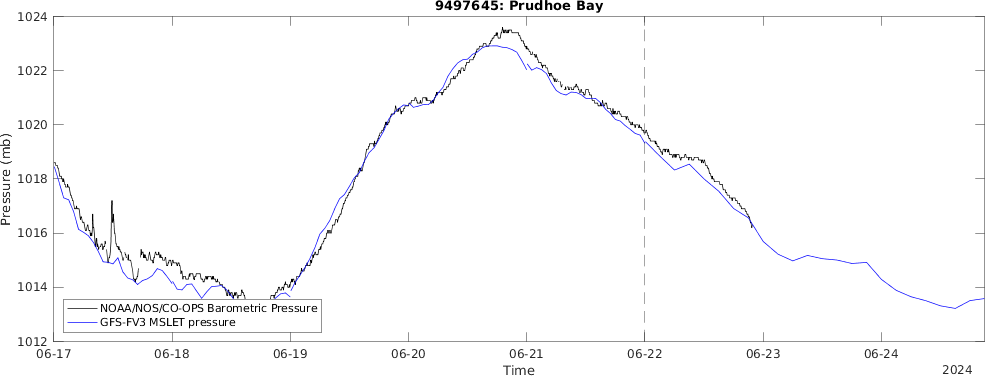 9497645: Prudhoe Bay
1024
1022
1020
1018
1016
1014
1012
Pressure (mb)
NOAA/NOS/CO-OPS Barometric Pressure
GFS-FV3 MSLET pressure
06-17 06-18 06-19 06-20 06-21 06-22 06-23 06-24
Time
2024